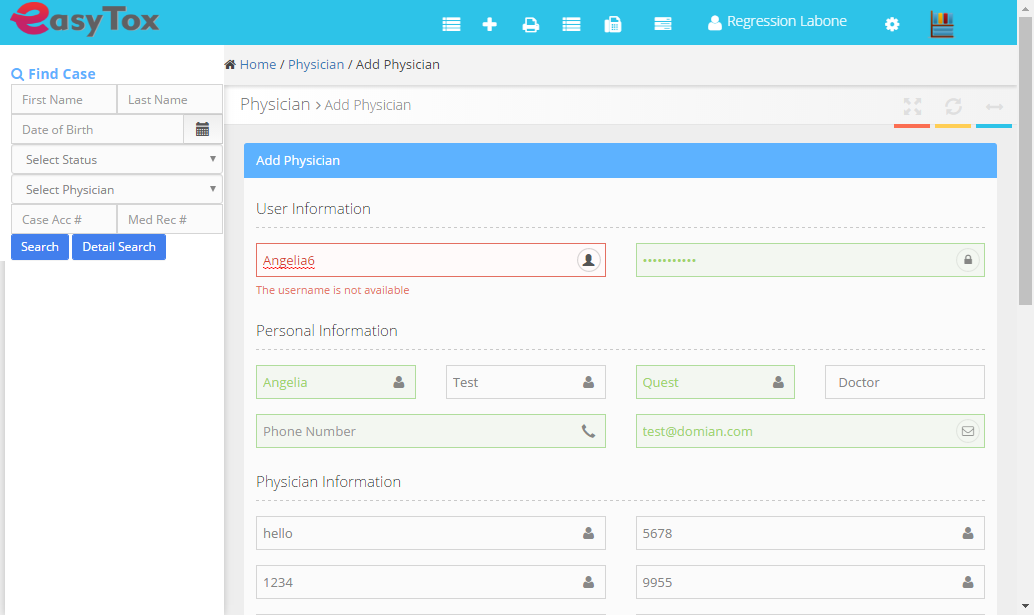 easyTox
Regression Labone
Find Case
First Name Last Name
Date of Birth
Select Status
Select Physician
Case Acc # Med Rec #
Search Detail Search
Home / Physician / Add Physician
Physician > Add Physician
Add Physician
User Information
Angelia6 •••••••••••
The username is not available
Personal Information
Angelia Test Quest Doctor
Phone Number test@domian.com
Physician Information
hello 5678
1234 9955